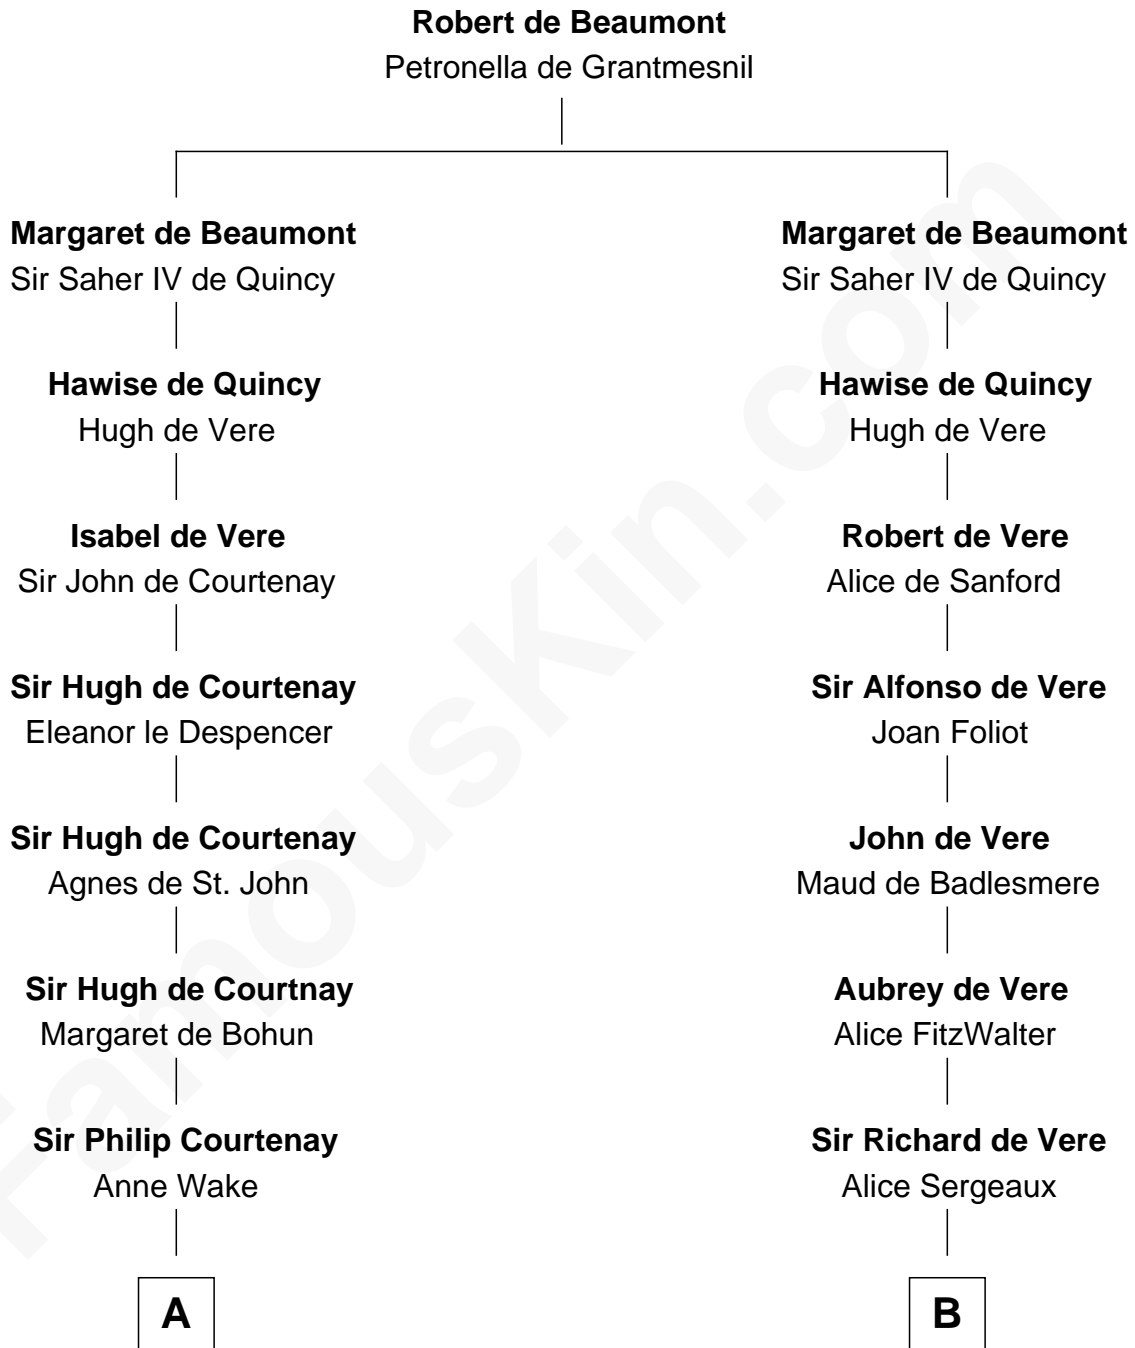 Robert de Beaumont
Petronella de Grantmesnil
Margaret de Beaumont
Sir Saher IV de Quincy
Hawise de Quincy
Hugh de Vere
Isabel de Vere
Sir John de Courtenay
Sir Hugh de Courtenay
Eleanor le Despencer
Sir Hugh de Courtenay
Agnes de St. John
Sir Hugh de Courtnay
Margaret de Bohun
Sir Philip Courtenay
Anne Wake
A
Margaret de Beaumont
Sir Saher IV de Quincy
Hawise de Quincy
Hugh de Vere
Robert de Vere
Alice de Sanford
Sir Alfonso de Vere
Joan Foliot
John de Vere
Maud de Badlesmere
Aubrey de Vere
Alice FitzWalter
Sir Richard de Vere
Alice Sergeaux
B
FamousKin.com